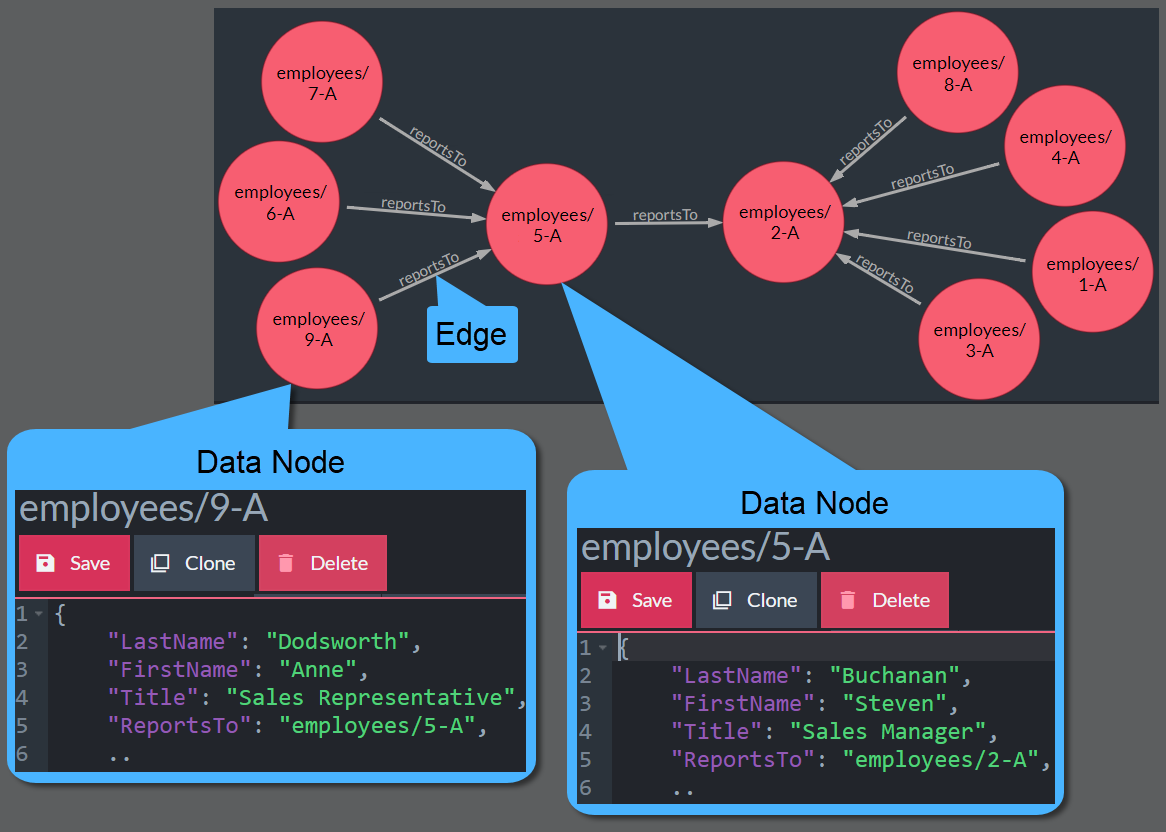 employees/
7-A
employees/
8-A
reportsTo
reportsTo
employees/
4-A
employees/
6-A
reportsTo
reportsTo
employees/
5-A
reportsTo
employees/
2-A
reportsTo
employees/
1-A
employees/
9-A
reportsTo
reportsTo
employees/
3-A
Edge
Data Node
employees/9-A
Save Clone Delete
1 {
2 "LastName": "Dodsworth",
3 "FirstName": "Anne",
4 "Title": "Sales Representative",
5 "ReportsTo": "employees/5-A",
6 ..
Data Node
employees/5-A
Save Clone Delete
1 {
2 "LastName": "Buchanan",
3 "FirstName": "Steven",
4 "Title": "Sales Manager",
5 "ReportsTo": "employees/2-A",
6 ..